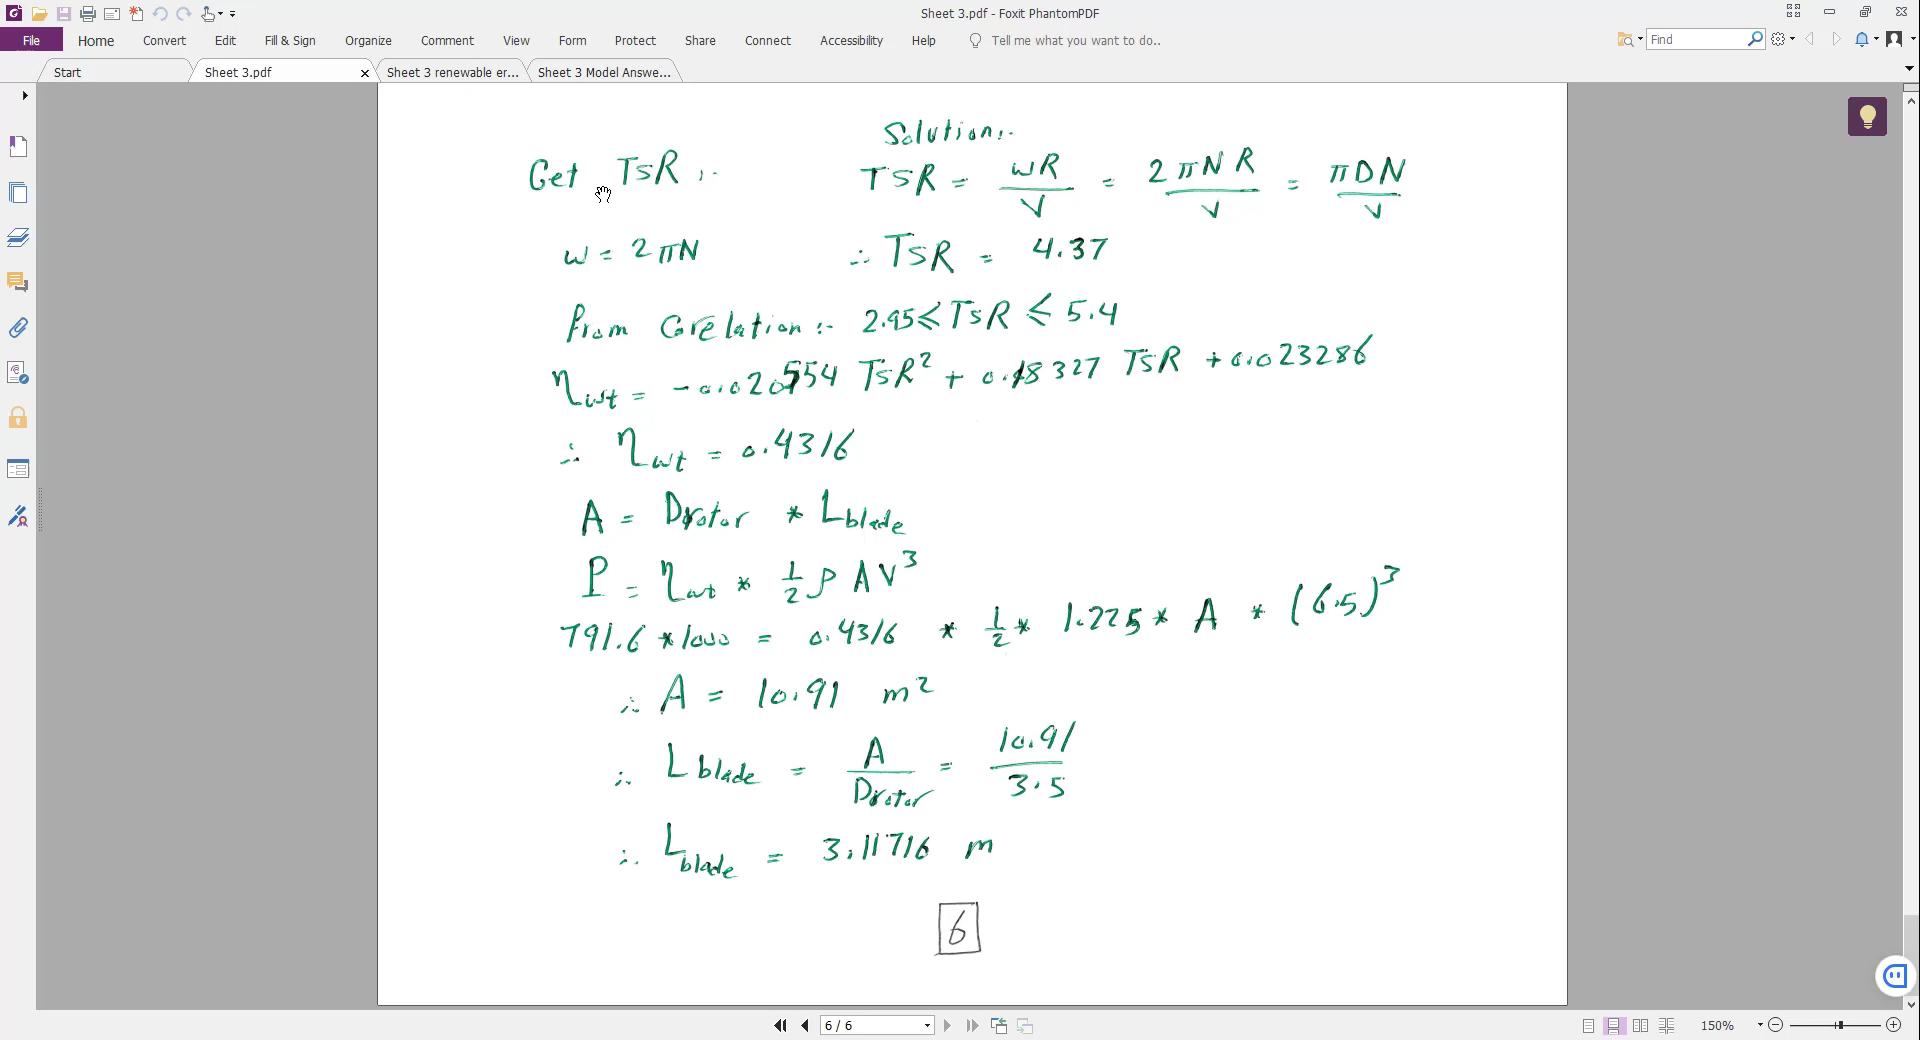 Sheet 3.pdf - Foxit PhantomPDF
File Home Convert Edit Fill & Sign Organize Comment View Form Protect Share Connect Accessibility Help Tell me what you want to do.. Find
Start Sheet 3.pdf Sheet 3 renewable er... Sheet 3 Model Answe...
Solution:-
Get TSR :- TSR = wR/V = 2πNR/V = πDN/V
w = 2πN ∴ TSR = 4.37
From Corelation:- 2.95 ≤ TSR ≤ 5.4
ηwt = -0.020554 TSR² + 0.18327 TSR + 0.023286
∴ ηwt = 0.4316
A = Drotor * Lblade
P = ηwt * 1/2 ρ A V³
791.6 * 1000 = 0.4316 * 1/2 * 1.225 * A * (6.5)³
∴ A = 10.91 m²
∴ Lblade = A/Drotor = 10.91/3.5
∴ Lblade = 3.11716 m
6
6 / 6 150%